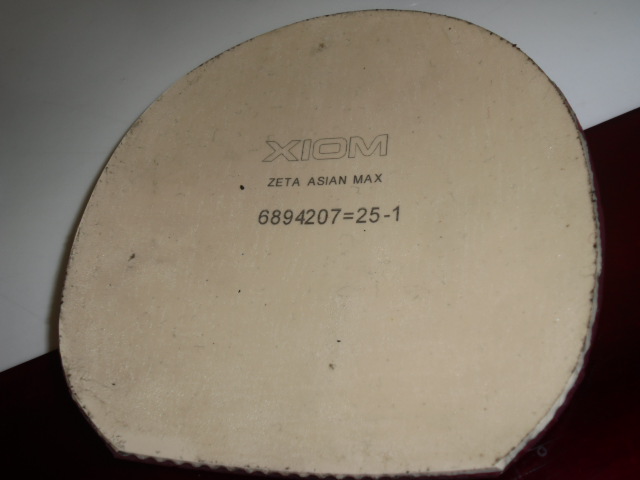 XIOM
ZETA ASIAN MAX
6894207=25-1